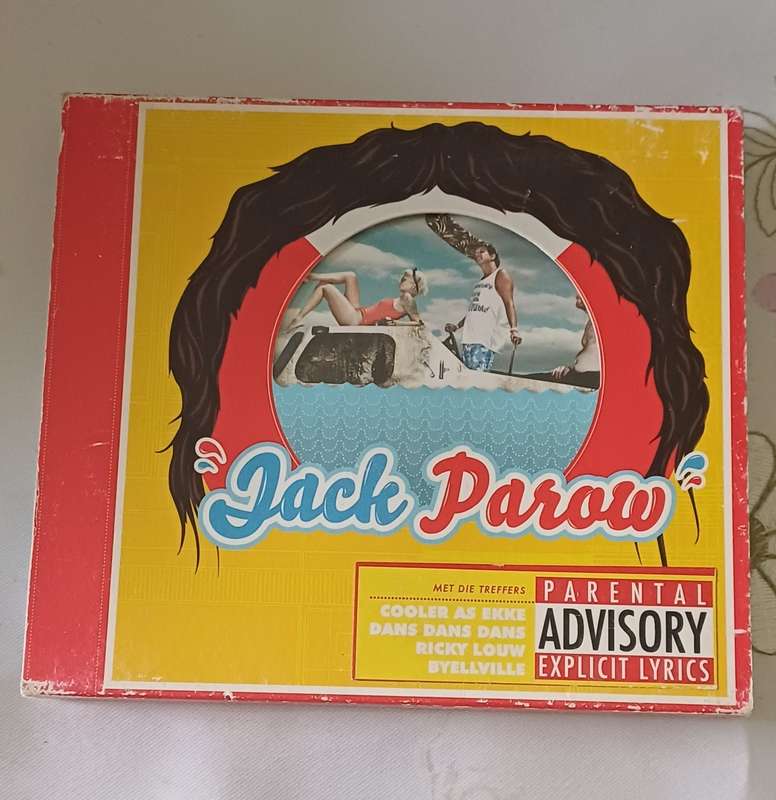 Jack Parow
MET DIE TREFFERS
COOLER AS EKKE
DANS DANS DANS
RICKY LOUW
BYELLVILLE
PARENTAL
ADVISORY
EXPLICIT LYRICS